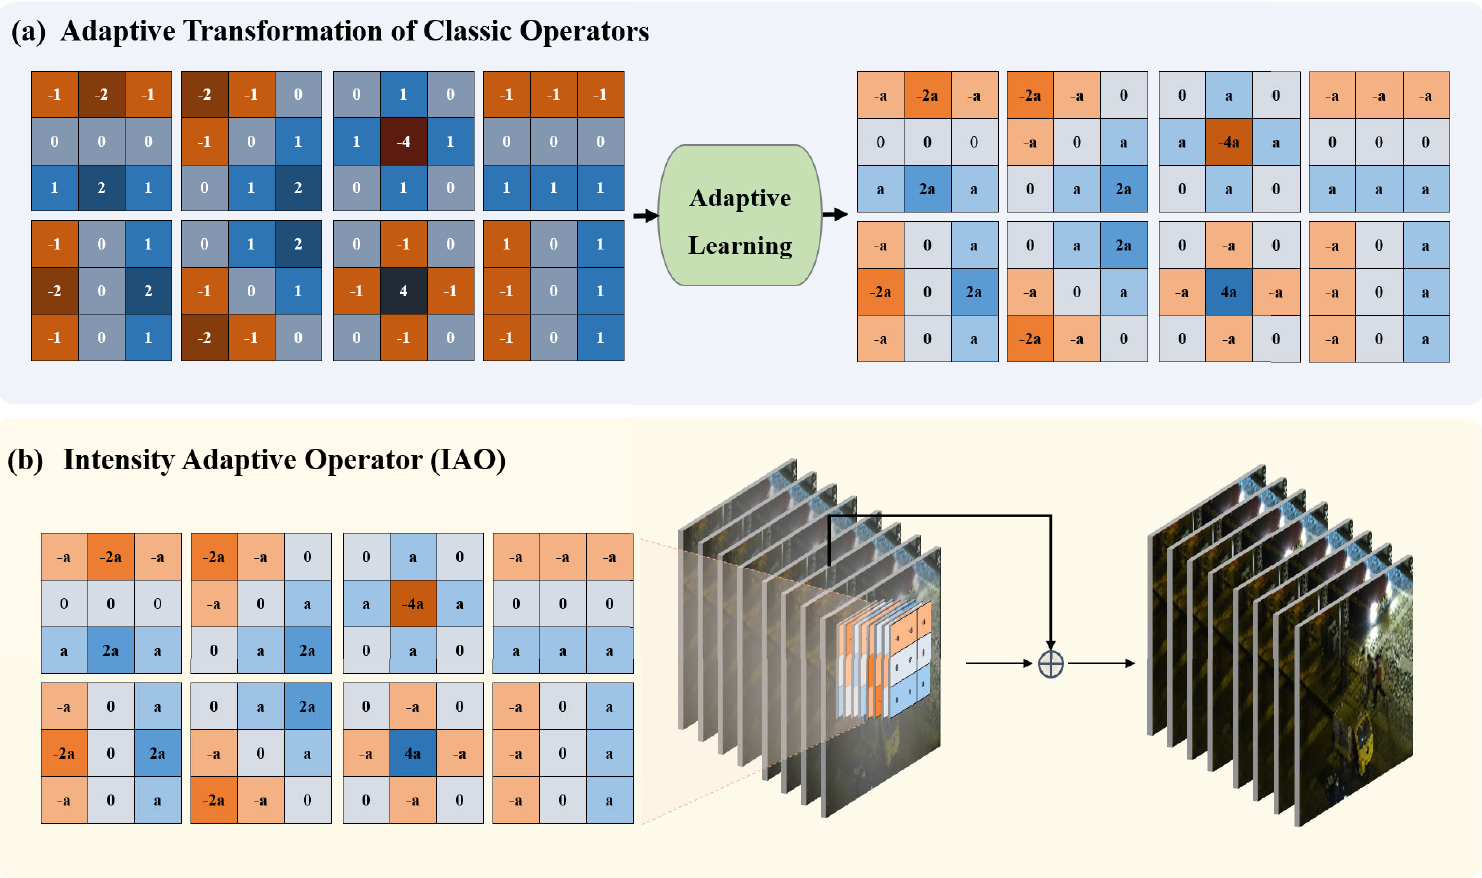 (a) Adaptive Transformation of Classic Operators
-1 -2 -1 -2 -1 0 0 1 0 -1 -1 -1
0 0 0 -1 0 1 1 -4 1 0 0 0
1 2 1 0 1 2 0 1 0 1 1 1
-1 0 1 0 1 2 0 -1 0 1 0 1
-2 0 2 -1 0 1 -1 4 -1 -1 0 1
-1 0 1 -2 -1 0 0 -1 0 -1 0 1
Adaptive
Learning
-a -2a -a -2a -a 0 0 a 0 -a -a -a
0 0 0 -a 0 a a -4a a 0 0 0
a 2a a 0 a 2a 0 a 0 a a a
-a 0 a 0 a 2a 0 -a 0 -a 0 a
-2a 0 2a -a 0 a -a 4a -a -a 0 a
-a 0 a -2a -a 0 0 -a 0 -a 0 a
(b) Intensity Adaptive Operator (IAO)
-a -2a -a -2a -a 0 0 a 0 -a -a -a
0 0 0 -a 0 a a -4a a 0 0 0
a 2a a 0 a 2a 0 a 0 a a a
-a 0 a 0 a 2a 0 -a 0 -a 0 a
-2a 0 2a -a 0 a -a 4a -a -a 0 a
-a 0 a -2a -a 0 0 -a 0 -a 0 a